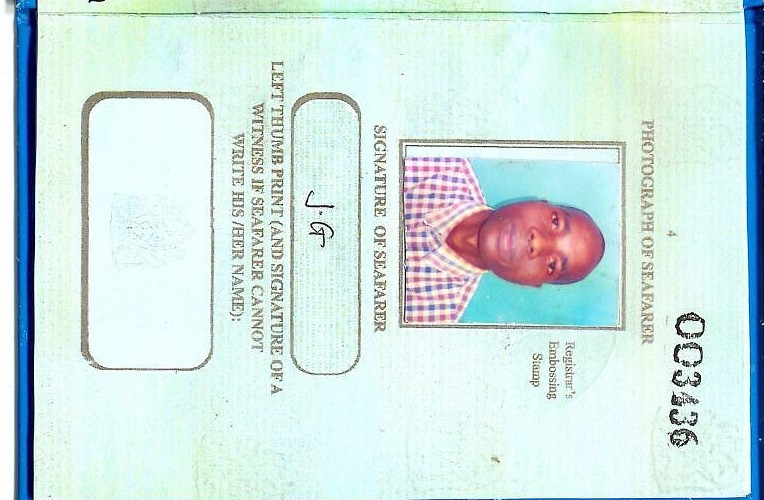 003436
4
PHOTOGRAPH OF SEAFARER
Registrar's
Embossing
Stamp
SIGNATURE OF SEAFARER
J.G
LEFT THUMB PRINT (AND SIGNATURE OF A
WITNESS IF SEAFARER CANNOT
WRITE HIS /HER NAME):